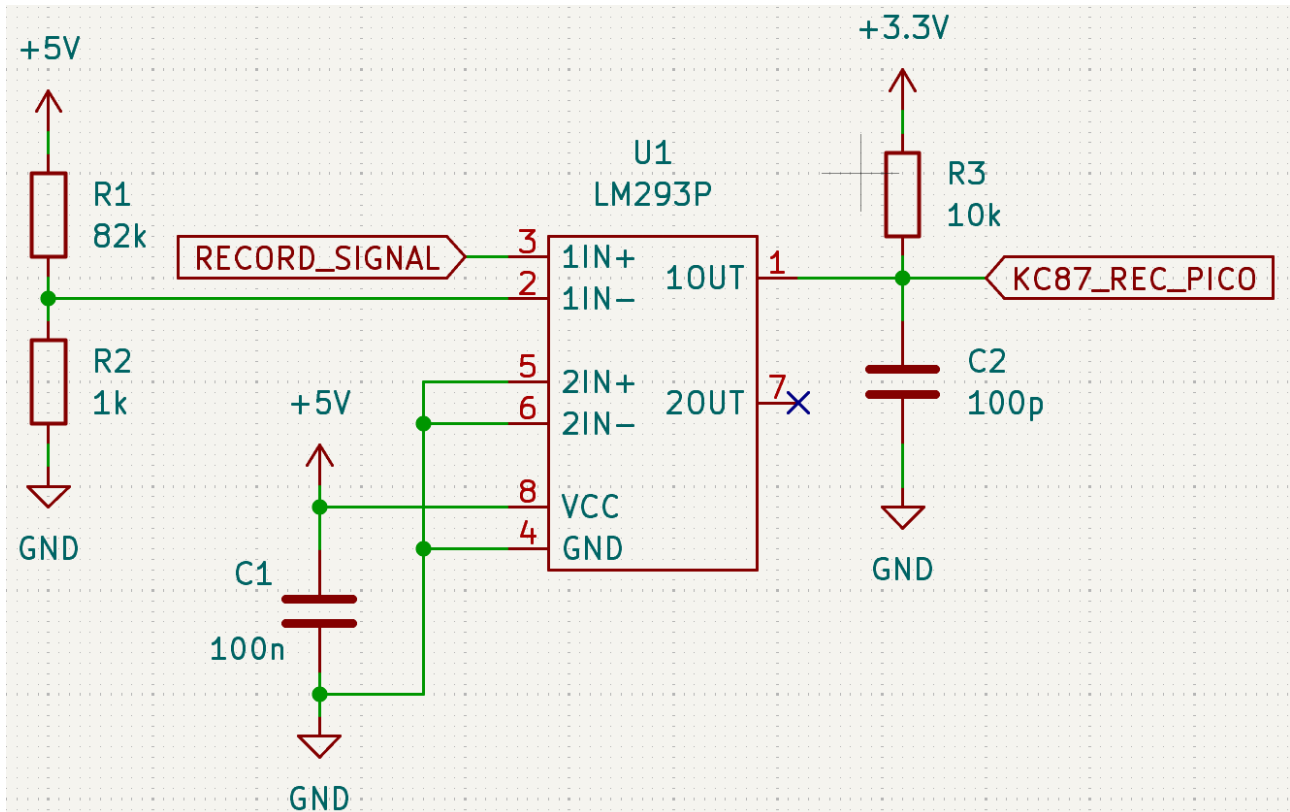 +5V
R1
82k
R2
1k
GND
RECORD_SIGNAL
+5V
C1
100n
GND
U1
LM293P
3
1IN+
2
1IN-
5
2IN+
6
2IN-
8
VCC
4
GND
1OUT
1
2OUT
7
+3.3V
R3
10k
KC87_REC_PICO
C2
100p
GND